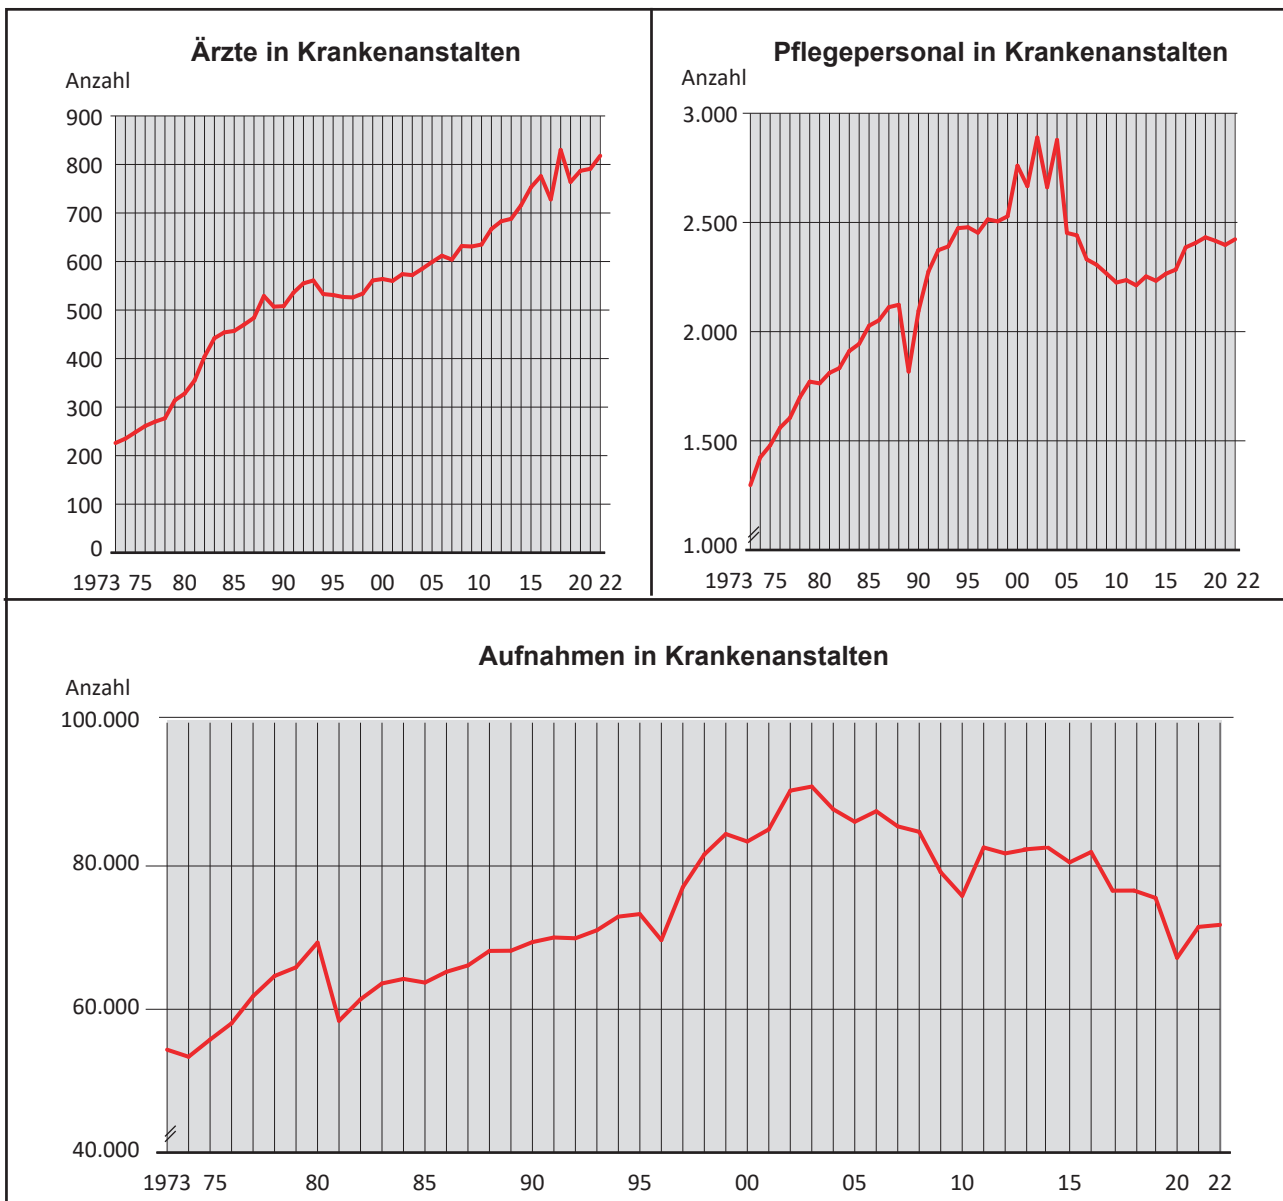 Ärzte in Krankenanstalten
Anzahl
900
800
700
600
500
400
300
200
100
0
1973 75 80 85 90 95 00 05 10 15 20 22
Pflegepersonal in Krankenanstalten
Anzahl
3.000
2.500
2.000
1.500
1.000
1973 75 80 85 90 95 00 05 10 15 20 22
Aufnahmen in Krankenanstalten
Anzahl
100.000
80.000
60.000
40.000
1973 75 80 85 90 95 00 05 10 15 20 22